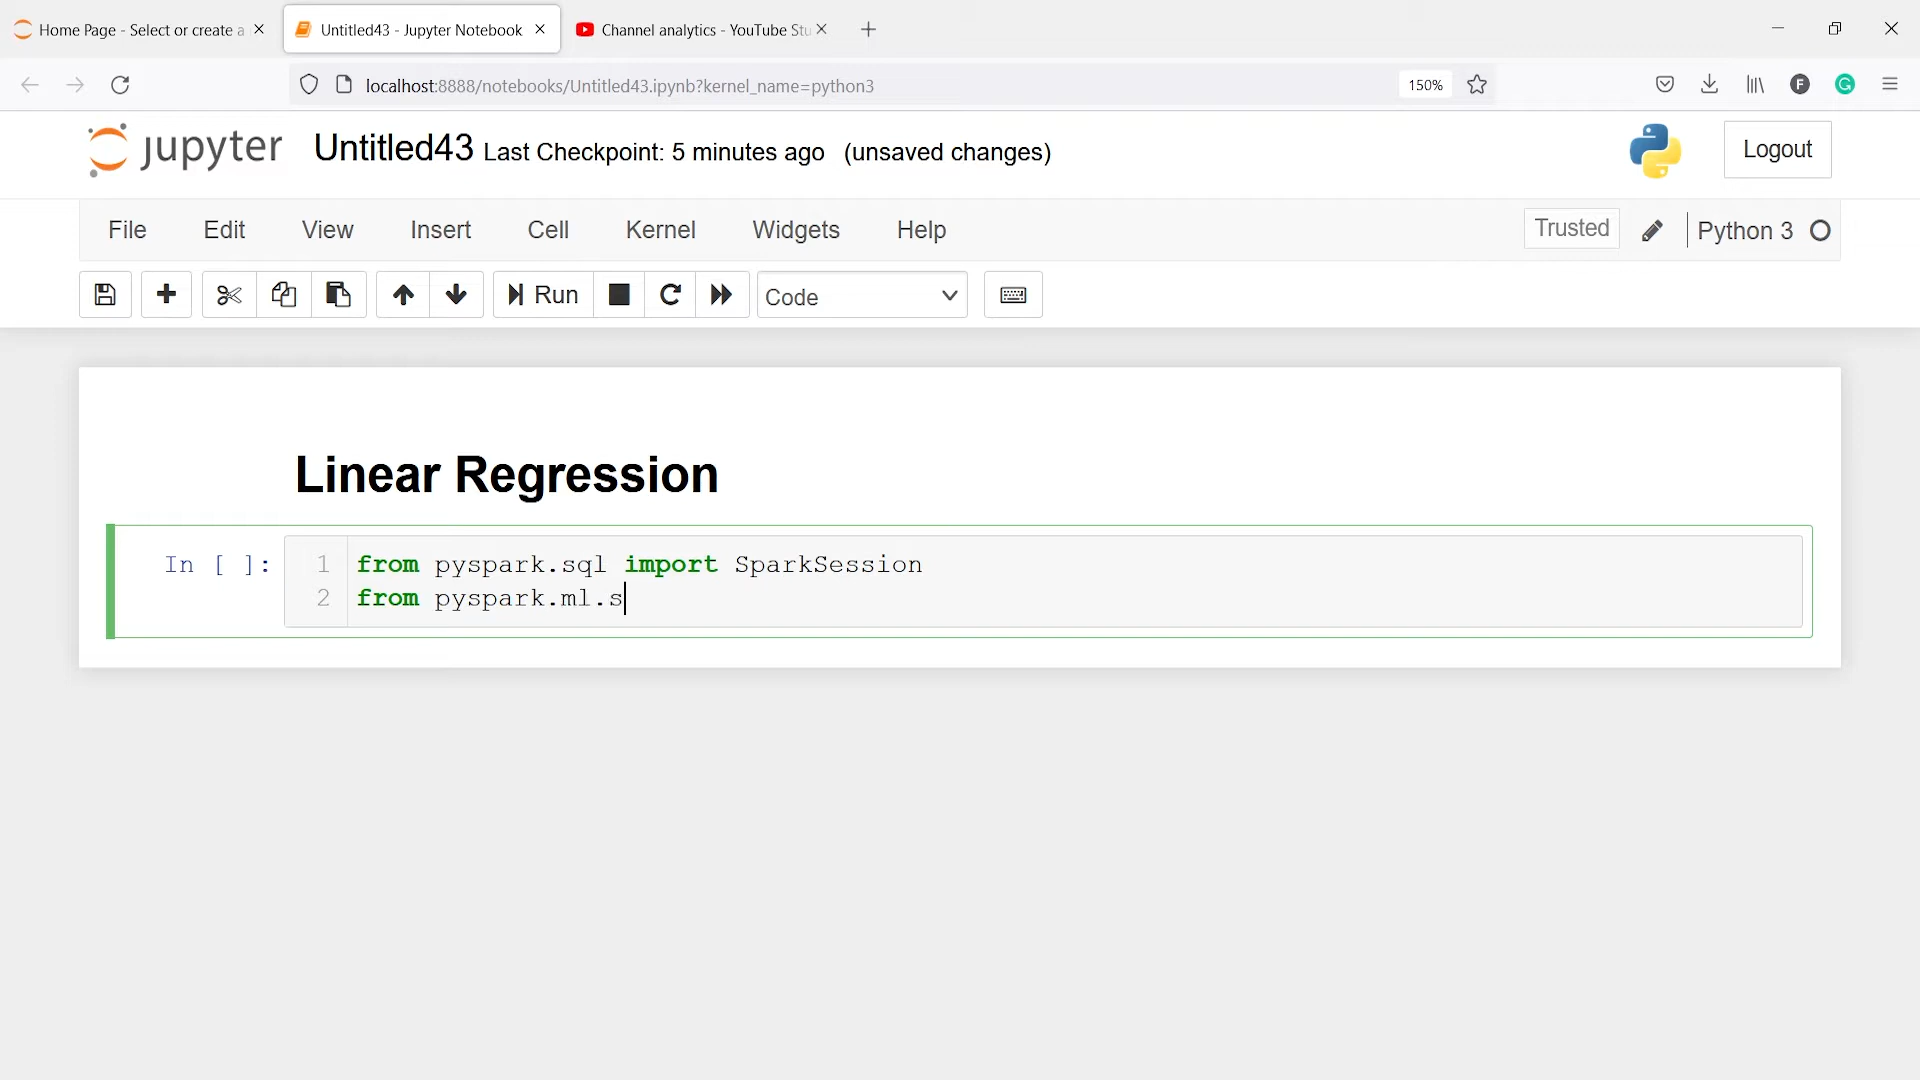 Home Page - Select or create a
Untitled43 - Jupyter Notebook
Channel analytics - YouTube Stu
localhost:8888/notebooks/Untitled43.ipynb?kernel_name=python3
150%
F
G
jupyter Untitled43 Last Checkpoint: 5 minutes ago (unsaved changes)
Logout
File Edit View Insert Cell Kernel Widgets Help
Trusted
Python 3
Run
Code
Linear Regression
In [ ]:
1 from pyspark.sql import SparkSession
2 from pyspark.ml.s